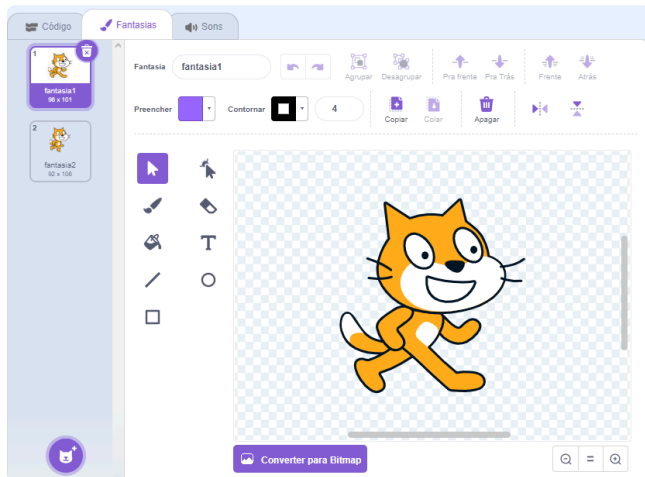 Código
Fantasias
Sons
1
fantasia1
96 x 101
2
fantasia2
92 x 106
Fantasia
fantasia1
Agrupar
Desagrupar
Pra frente
Pra Trás
Frente
Atrás
Preencher
Contornar
4
Copiar
Colar
Apagar
T
Converter para Bitmap